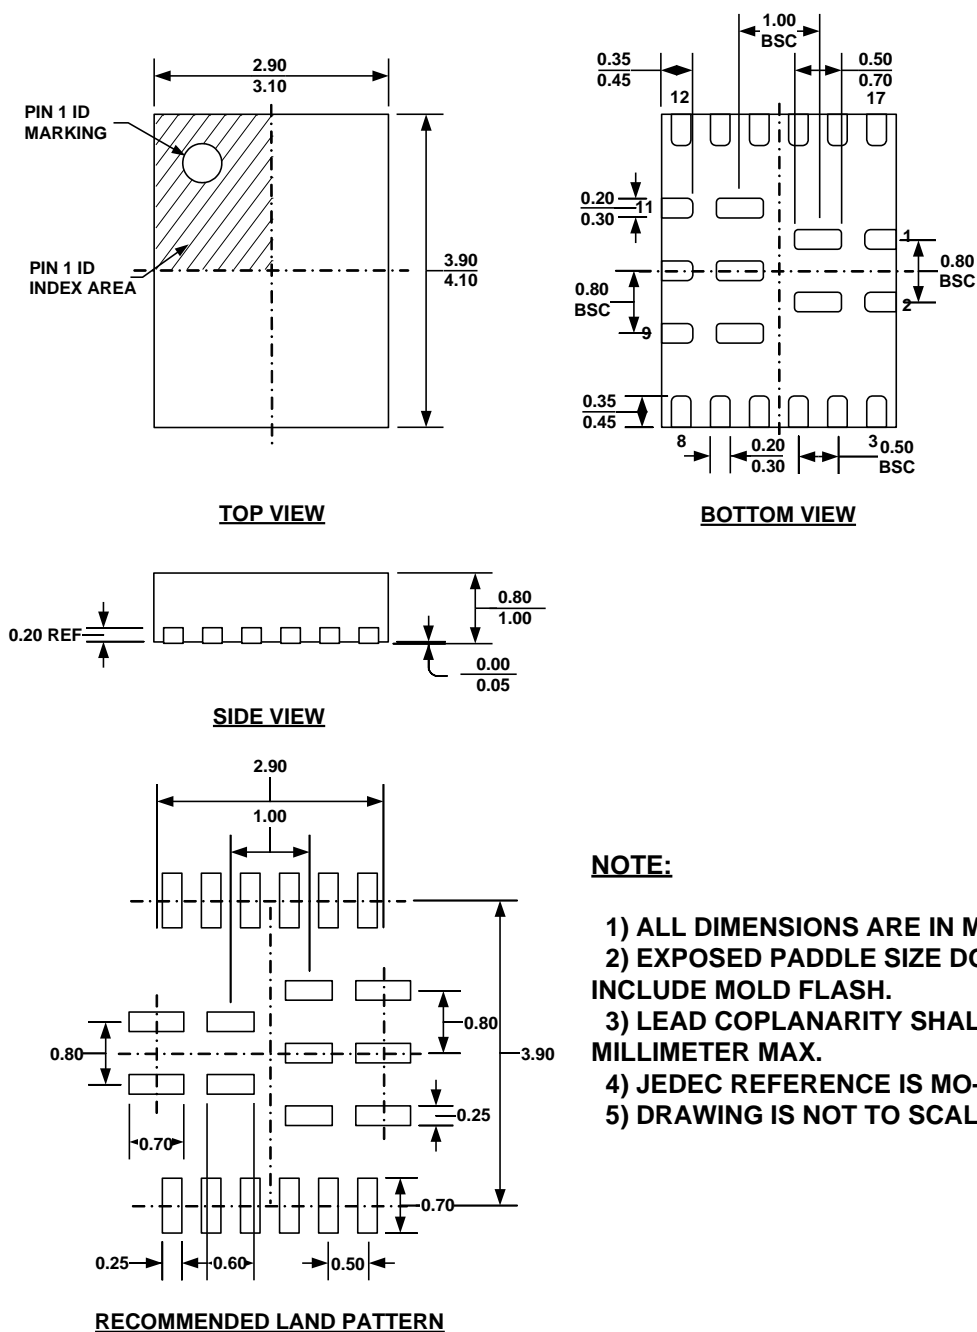 2.90
3.10
PIN 1 ID
MARKING
PIN 1 ID
INDEX AREA
3.90
4.10
TOP VIEW
1.00
BSC
0.35
0.45
0.50
0.70
12
17
0.20
0.30
11
1
0.80
BSC
0.80
BSC
2
9
0.35
0.45
8
0.20
0.30
3
0.50
BSC
BOTTOM VIEW
0.20 REF
0.80
1.00
0.00
0.05
SIDE VIEW
2.90
1.00
0.80
0.80
3.90
0.25
0.70
0.70
0.25
0.60
0.50
RECOMMENDED LAND PATTERN
NOTE:
1) ALL DIMENSIONS ARE IN M
2) EXPOSED PADDLE SIZE DO
INCLUDE MOLD FLASH.
3) LEAD COPLANARITY SHAL
MILLIMETER MAX.
4) JEDEC REFERENCE IS MO-
5) DRAWING IS NOT TO SCAL